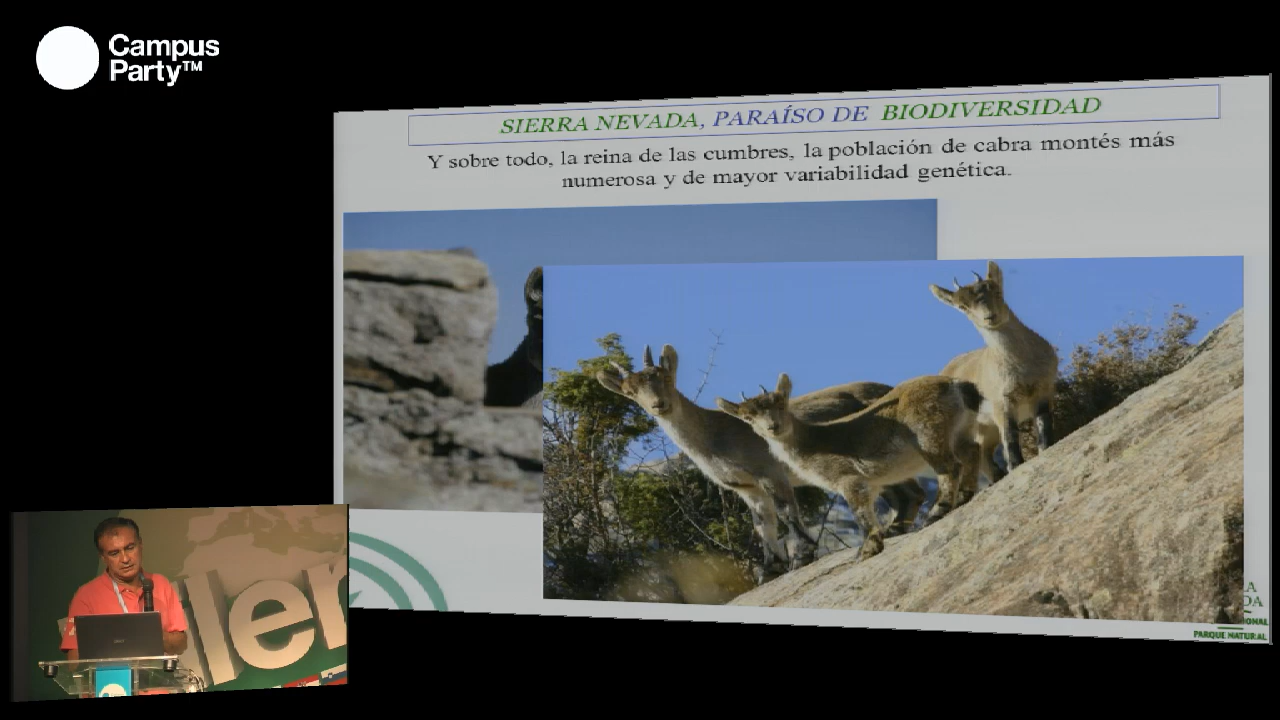 Campus
Party™
SIERRA NEVADA, PARAÍSO DE BIODIVERSIDAD
Y sobre todo, la reina de las cumbres, la población de cabra montés más
numerosa y de mayor variabilidad genética.
PARQUE NATURAL